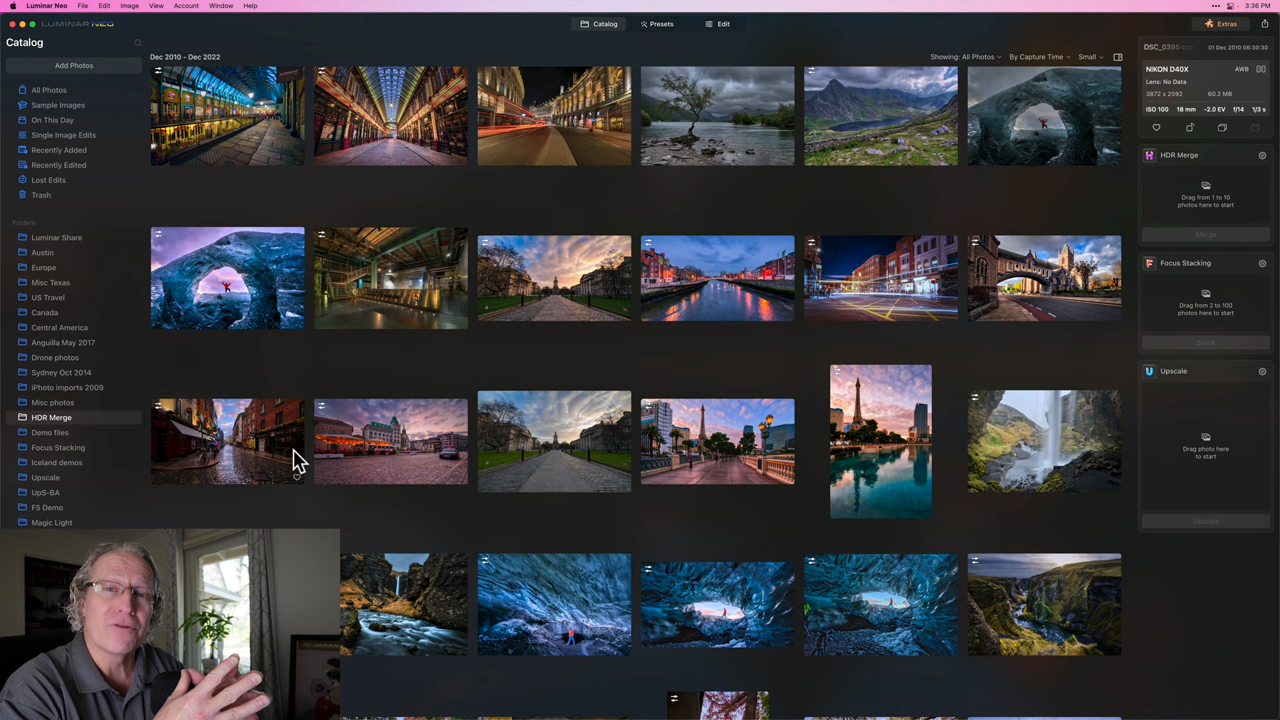 Luminar Neo File Edit Image View Account Window Help
3:36 PM
LUMINAR NEO
Catalog Presets Edit
Extras
Catalog
Add Photos
All Photos
Sample Images
On This Day
Single Image Edits
Recently Added
Recently Edited
Lost Edits
Trash
Folders
Luminar Share
Austin
Europe
Misc Texas
US Travel
Canada
Central America
Anguilla May 2017
Drone photos
Sydney Oct 2014
iPhoto imports 2009
Misc photos
HDR Merge
Demo files
Focus Stacking
Iceland demos
Upscale
UpS-BA
FS Demo
Magic Light
Dec 2010 - Dec 2022
Showing: All Photos
By Capture Time
Small
DSC_0395 cop
01 Dec 2010 06:30:30
NIKON D40X
AWB
Lens: No Data
3872 x 2592
60.2 MB
ISO 100 18 mm -2.0 EV f/14 1/3 s
HDR Merge
Drag from 1 to 10
photos here to start
Merge
Focus Stacking
Drag from 2 to 100
photos here to start
Stack
Upscale
Drag photo here
to start
Upscale